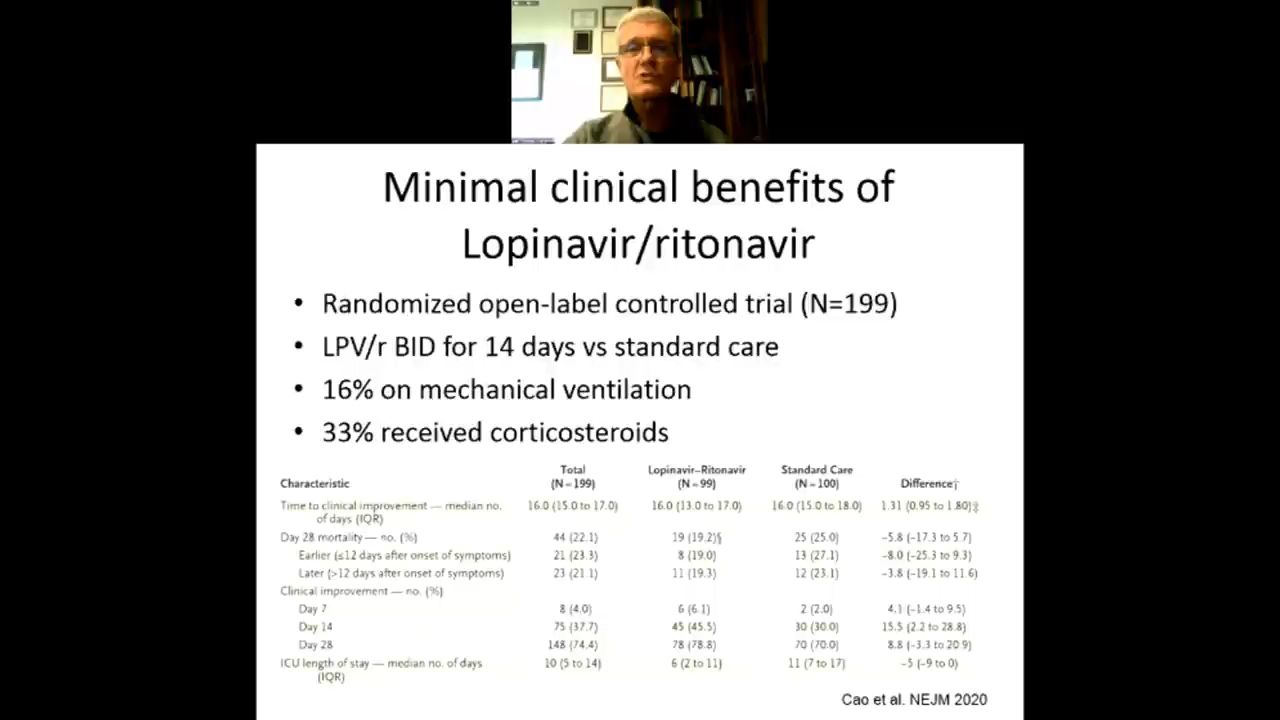 Minimal clinical benefits of
Lopinavir/ritonavir
• Randomized open-label controlled trial (N=199)
• LPV/r BID for 14 days vs standard care
• 16% on mechanical ventilation
• 33% received corticosteroids
Characteristic Total (N=199) Lopinavir–Ritonavir (N=99) Standard Care (N=100) Difference†
Time to clinical improvement — median no. of days (IQR) 16.0 (15.0 to 17.0) 16.0 (13.0 to 17.0) 16.0 (15.0 to 18.0) 1.31 (0.95 to 1.80)‡
Day 28 mortality — no. (%) 44 (22.1) 19 (19.2)§ 25 (25.0) −5.8 (−17.3 to 5.7)
Earlier (≤12 days after onset of symptoms) 21 (23.3) 8 (19.0) 13 (27.1) −8.0 (−25.3 to 9.3)
Later (>12 days after onset of symptoms) 23 (21.1) 11 (19.3) 12 (23.1) −3.8 (−19.1 to 11.6)
Clinical improvement — no. (%)
Day 7 8 (4.0) 6 (6.1) 2 (2.0) 4.1 (−1.4 to 9.5)
Day 14 75 (37.7) 45 (45.5) 30 (30.0) 15.5 (2.2 to 28.8)
Day 28 148 (74.4) 78 (78.8) 70 (70.0) 8.8 (−3.3 to 20.9)
ICU length of stay — median no. of days (IQR) 10 (5 to 14) 6 (2 to 11) 11 (7 to 17) −5 (−9 to 0)
Cao et al. NEJM 2020